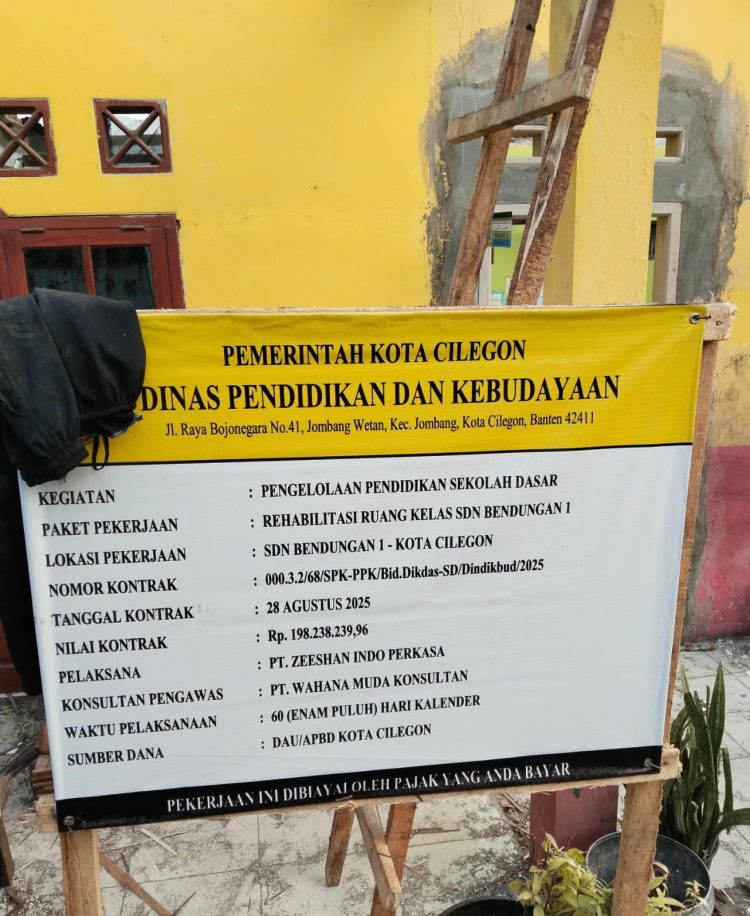 PEMERINTAH KOTA CILEGON
DINAS PENDIDIKAN DAN KEBUDAYAAN
Jl. Raya Bojonegara No.41, Jombang Wetan, Kec. Jombang, Kota Cilegon, Banten 42411
KEGIATAN : PENGELOLAAN PENDIDIKAN SEKOLAH DASAR
PAKET PEKERJAAN : REHABILITASI RUANG KELAS SDN BENDUNGAN 1
LOKASI PEKERJAAN : SDN BENDUNGAN 1 - KOTA CILEGON
NOMOR KONTRAK : 000.3.2/68/SPK-PPK/Bid.Dikdas-SD/Dindikbud/2025
TANGGAL KONTRAK : 28 AGUSTUS 2025
NILAI KONTRAK : Rp. 198.238.239,96
PELAKSANA : PT. ZEESHAN INDO PERKASA
KONSULTAN PENGAWAS : PT. WAHANA MUDA KONSULTAN
WAKTU PELAKSANAAN : 60 (ENAM PULUH) HARI KALENDER
SUMBER DANA : DAU/APBD KOTA CILEGON
PEKERJAAN INI DIBIAYAI OLEH PAJAK YANG ANDA BAYAR